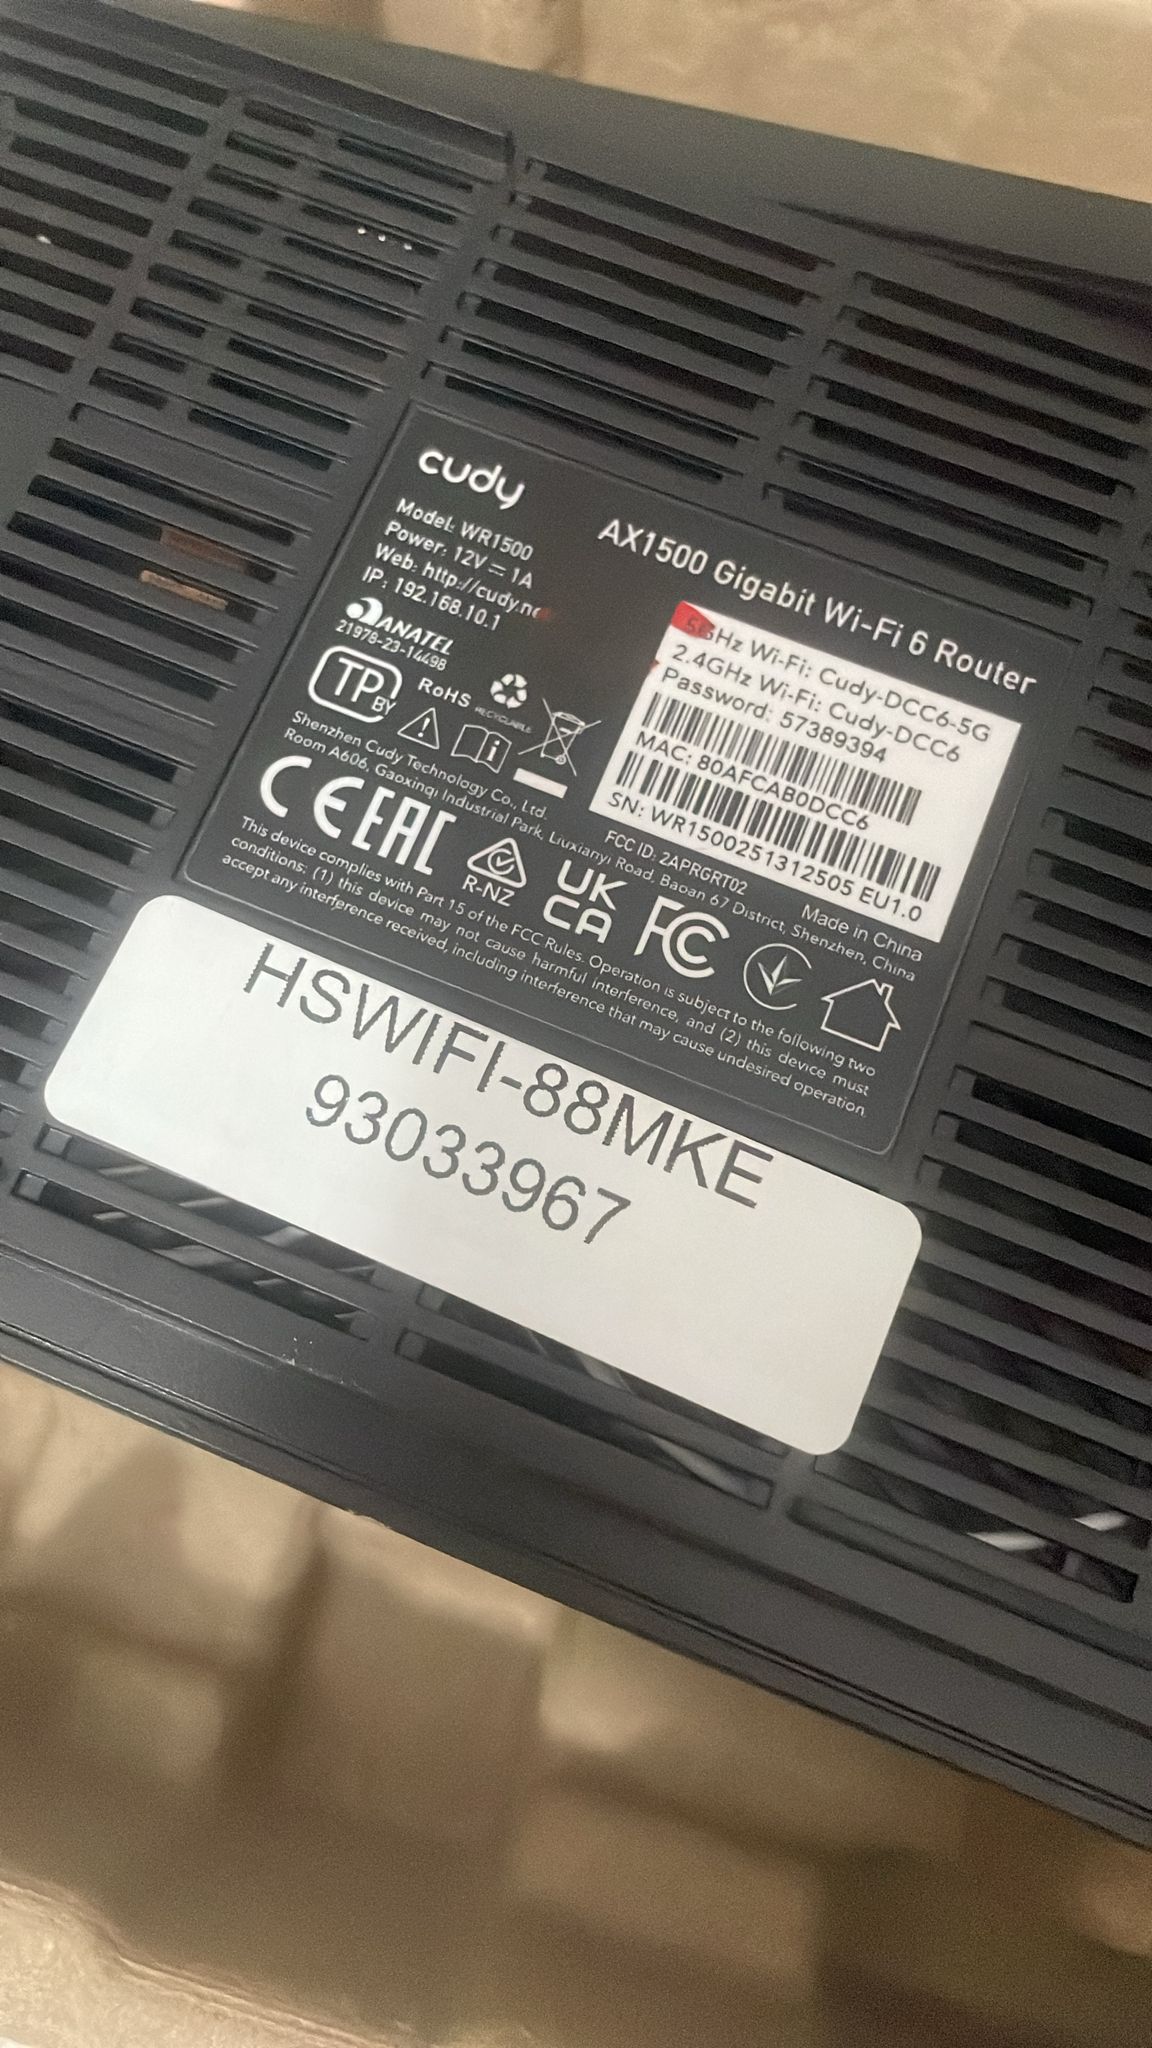 cudy
AX1500 Gigabit Wi-Fi 6 Router
Model: WR1500
Power: 12V⎓1A
Web: http://cudy.net
IP: 192.168.10.1
ANATEL
21978-23-14498
TP BY
RoHS
RECYCLABLE
5GHz Wi-Fi: Cudy-DCC6-5G
2.4GHz Wi-Fi: Cudy-DCC6
Password: 57389394
MAC: 80AFCAB0DCC6
SN: WR1500251312505 EU1.0
FCC ID: 2APRGRT02
Made in China
Shenzhen Cudy Technology Co., Ltd.
Room A606, Gaoxinqi Industrial Park, Liuxianyi Road, Baoan 67 District, Shenzhen, China
CE EAC
R-NZ
UK
CA
FC
This device complies with Part 15 of the FCC Rules. Operation is subject to the following two
conditions: (1) this device may not cause harmful interference, and (2) this device must
accept any interference received, including interference that may cause undesired operation.
HSWIFI-88MKE
93033967